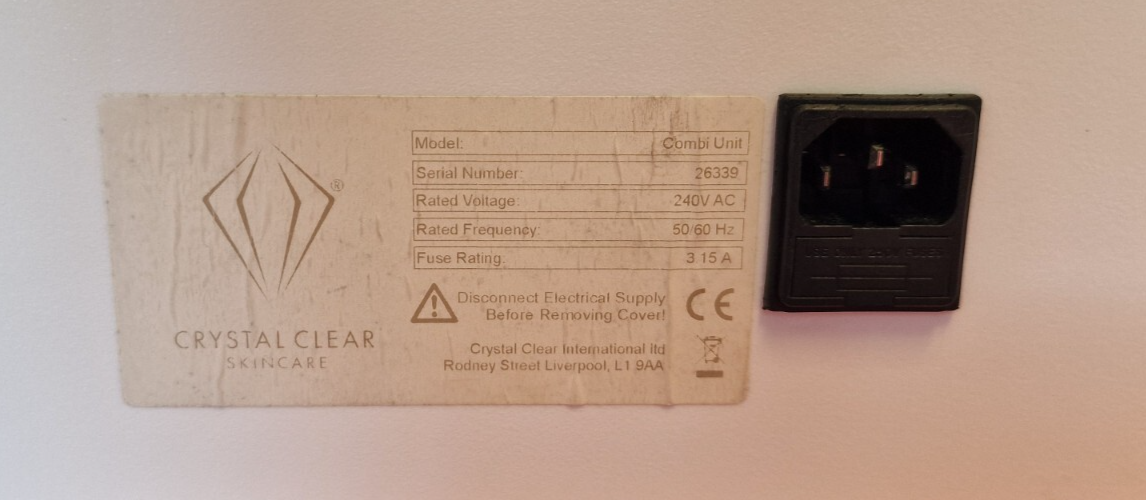 Model: Combi Unit
Serial Number: 26339
Rated Voltage: 240V AC
Rated Frequency: 50/60 Hz
Fuse Rating: 3.15 A
Disconnect Electrical Supply
Before Removing Cover!
CE
CRYSTAL CLEAR
®
SKINCARE
Crystal Clear International ltd
Rodney Street Liverpool, L1 9AA